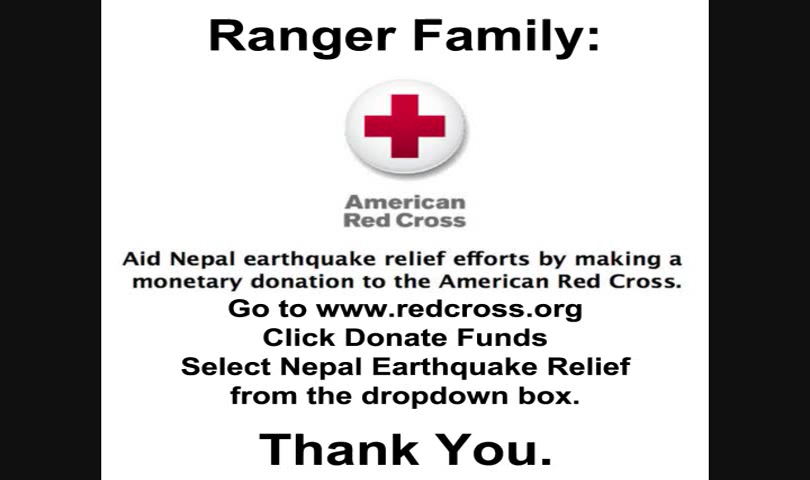 Ranger Family:
American
Red Cross
Aid Nepal earthquake relief efforts by making a
monetary donation to the American Red Cross.
Go to www.redcross.org
Click Donate Funds
Select Nepal Earthquake Relief
from the dropdown box.
Thank You.